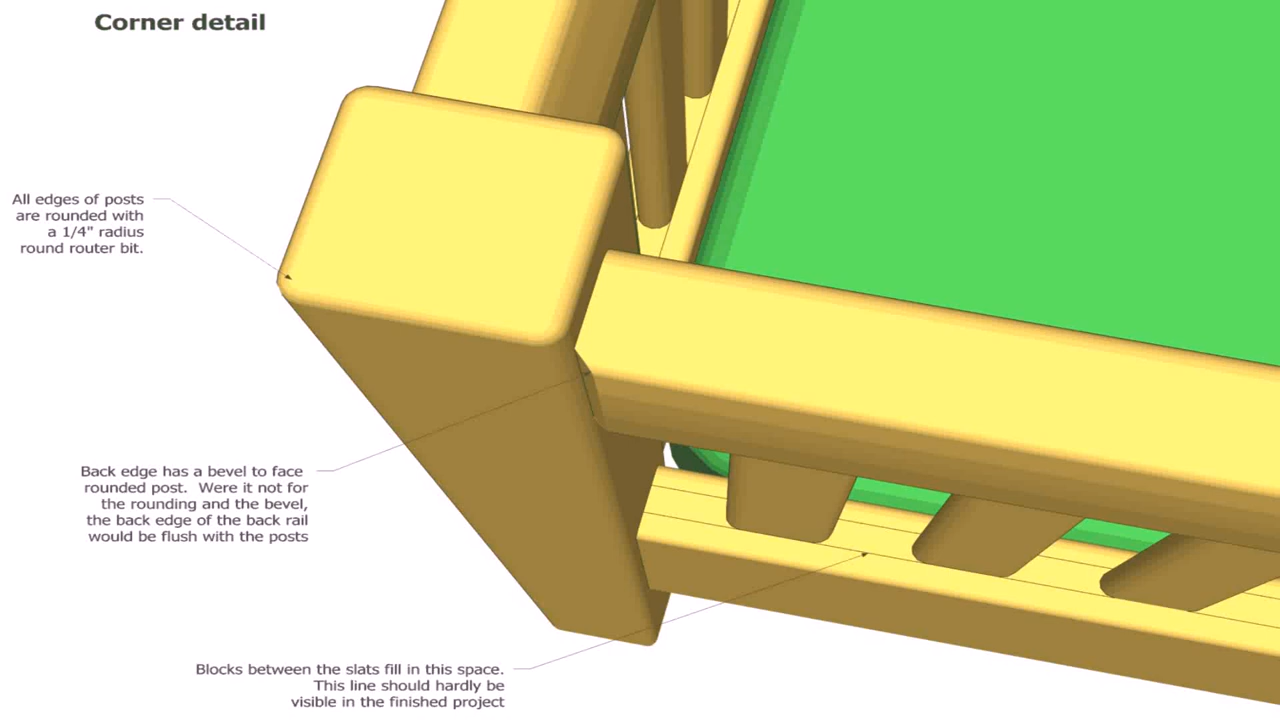 Corner detail
All edges of posts
are rounded with
a 1/4" radius
round router bit.
Back edge has a bevel to face
rounded post.  Were it not for
the rounding and the bevel,
the back edge of the back rail
would be flush with the posts
Blocks between the slats fill in this space.
This line should hardly be
visible in the finished project